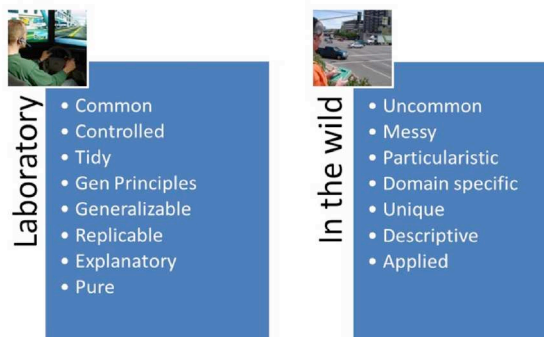 Laboratory
• Common
• Controlled
• Tidy
• Gen Principles
• Generalizable
• Replicable
• Explanatory
• Pure
In the wild
• Uncommon
• Messy
• Particularistic
• Domain specific
• Unique
• Descriptive
• Applied